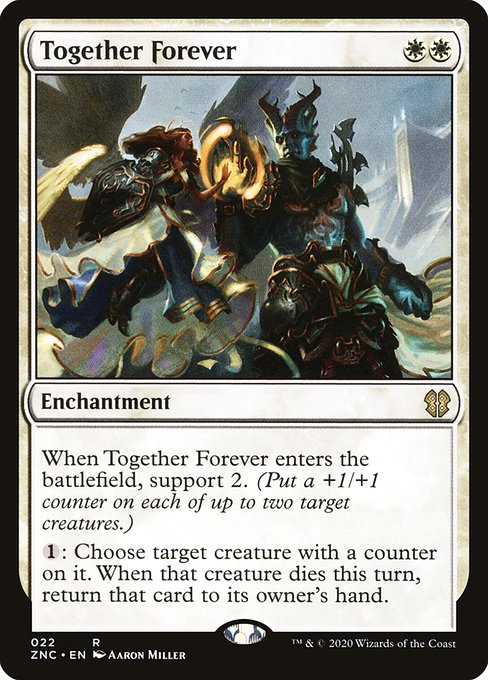 Together Forever
Enchantment
When Together Forever enters the
battlefield, support 2. (Put a +1/+1
counter on each of up to two target
creatures.)
1: Choose target creature with a counter
on it. When that creature dies this turn,
return that card to its owner's hand.
022 R
ZNC • EN Aaron Miller
™ & © 2020 Wizards of the Coast